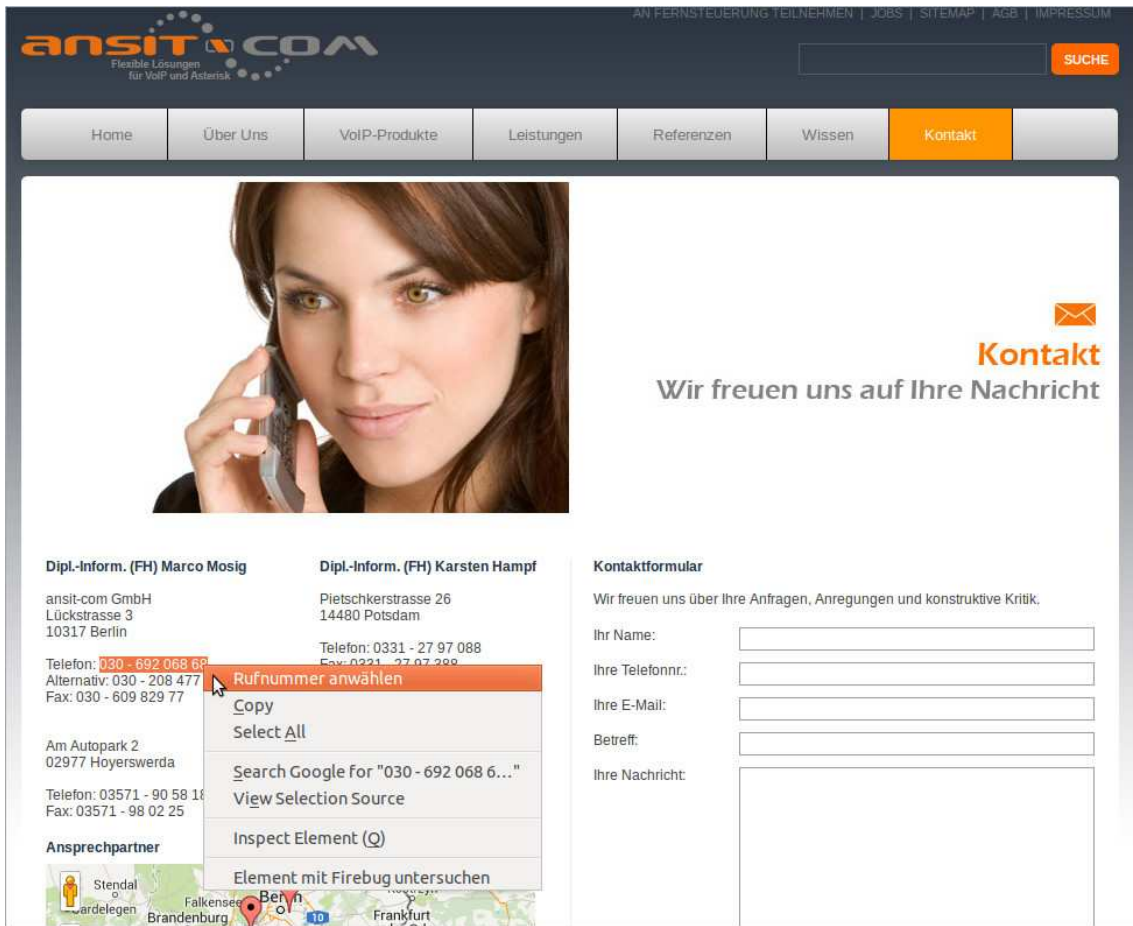 AN FERNSTEUERUNG TEILNEHMEN | JOBS | SITEMAP | AGB | IMPRESSUM
ansit com
Flexible Lösungen
für VoIP und Asterisk
SUCHE
Home
Über Uns
VoIP-Produkte
Leistungen
Referenzen
Wissen
Kontakt
Kontakt
Wir freuen uns auf Ihre Nachricht
Dipl.-Inform. (FH) Marco Mosig
ansit-com GmbH
Lückstrasse 3
10317 Berlin
Telefon: 030 - 692 068 68
Alternativ: 030 - 208 477
Fax: 030 - 609 829 77
Am Autopark 2
02977 Hoyerswerda
Telefon: 03571 - 90 58 18
Fax: 03571 - 98 02 25
Ansprechpartner
Dipl.-Inform. (FH) Karsten Hampf
Pietschkerstrasse 26
14480 Potsdam
Telefon: 0331 - 27 97 088
Fax: 0331 - 27 97 388
Rufnummer anwählen
Copy
Select All
Search Google for "030 - 692 068 6..."
View Selection Source
Inspect Element (Q)
Element mit Firebug untersuchen
Kontaktformular
Wir freuen uns über Ihre Anfragen, Anregungen und konstruktive Kritik.
Ihr Name:
Ihre Telefonnr.:
Ihre E-Mail:
Betreff:
Ihre Nachricht:
Stendal
Gardelegen
Falkensee
Brandenburg
Berlin
10
Frankfurt